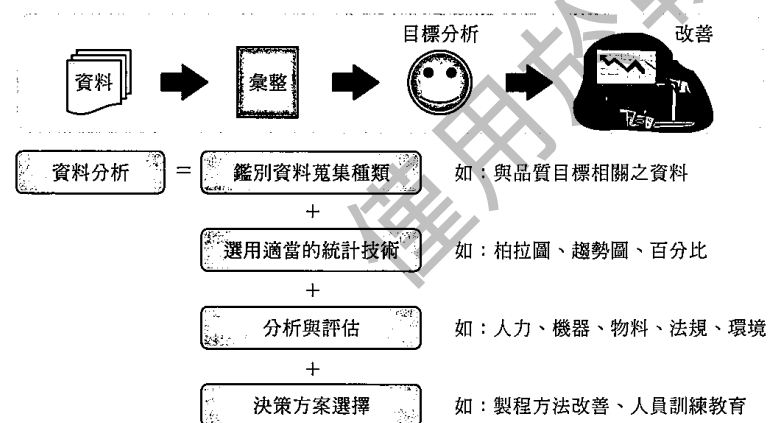 目標分析
改善
資料
彙整
資料分析 = 鑑別資料蒐集種類 如：與品質目標相關之資料
+
選用適當的統計技術 如：柏拉圖、趨勢圖、百分比
+
分析與評估 如：人力、機器、物料、法規、環境
+
決策方案選擇 如：製程方法改善、人員訓練教育
僅用於